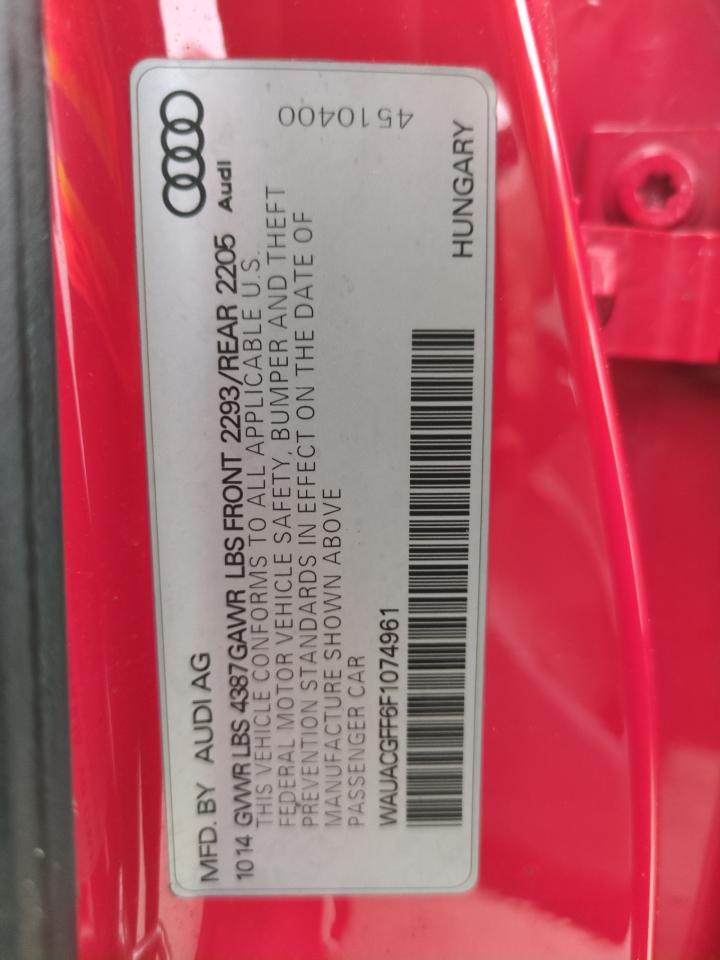 MFD. BY AUDI AG
Audi
1014 GVWR LBS 4387 GAWR LBS FRONT 2293/REAR 2205
THIS VEHICLE CONFORMS TO ALL APPLICABLE U.S.
FEDERAL MOTOR VEHICLE SAFETY, BUMPER AND THEFT
PREVENTION STANDARDS IN EFFECT ON THE DATE OF
MANUFACTURE SHOWN ABOVE
PASSENGER CAR
WAUACGFF6F1074961
4510400
HUNGARY